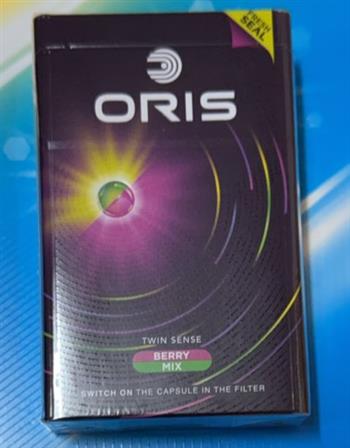 FRESH
SEAL
ORIS
TWIN SENSE
BERRY
MIX
SWITCH ON THE CAPSULE IN THE FILTER